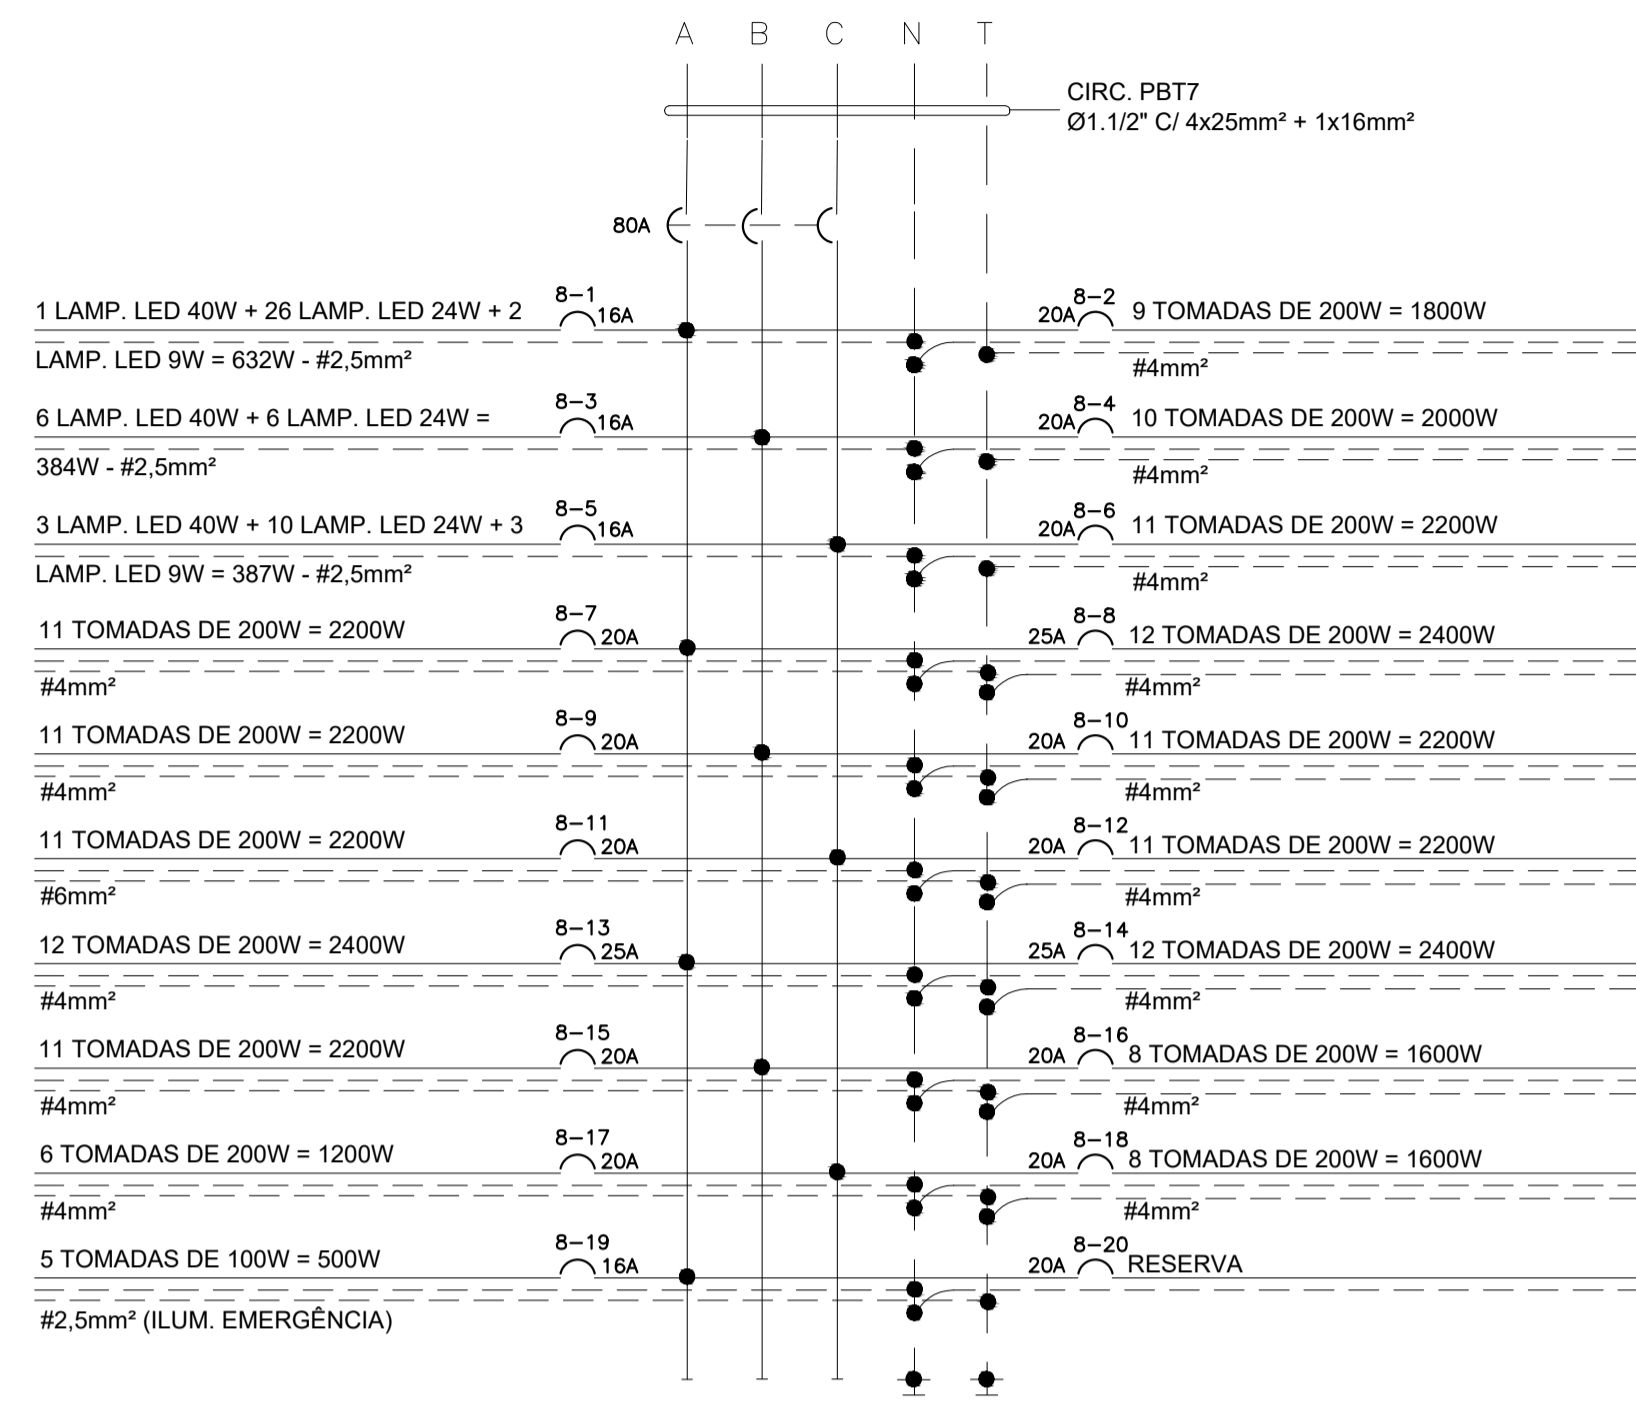 A B C N T
CIRC. PBT7
Ø1.1/2" C/ 4x25mm² + 1x16mm²
80A
1 LAMP. LED 40W + 26 LAMP. LED 24W + 2
8-1
16A
LAMP. LED 9W = 632W - #2,5mm²
20A
8-2
9 TOMADAS DE 200W = 1800W
#4mm²
6 LAMP. LED 40W + 6 LAMP. LED 24W =
8-3
16A
384W - #2,5mm²
20A
8-4
10 TOMADAS DE 200W = 2000W
#4mm²
3 LAMP. LED 40W + 10 LAMP. LED 24W + 3
8-5
16A
LAMP. LED 9W = 387W - #2,5mm²
20A
8-6
11 TOMADAS DE 200W = 2200W
#4mm²
11 TOMADAS DE 200W = 2200W
8-7
20A
#4mm²
25A
8-8
12 TOMADAS DE 200W = 2400W
#4mm²
11 TOMADAS DE 200W = 2200W
8-9
20A
#4mm²
20A
8-10
11 TOMADAS DE 200W = 2200W
#4mm²
11 TOMADAS DE 200W = 2200W
8-11
20A
#6mm²
20A
8-12
11 TOMADAS DE 200W = 2200W
#4mm²
12 TOMADAS DE 200W = 2400W
8-13
25A
#4mm²
25A
8-14
12 TOMADAS DE 200W = 2400W
#4mm²
11 TOMADAS DE 200W = 2200W
8-15
20A
#4mm²
20A
8-16
8 TOMADAS DE 200W = 1600W
#4mm²
6 TOMADAS DE 200W = 1200W
8-17
20A
#4mm²
20A
8-18
8 TOMADAS DE 200W = 1600W
#4mm²
5 TOMADAS DE 100W = 500W
8-19
16A
#2,5mm² (ILUM. EMERGÊNCIA)
20A
8-20
RESERVA